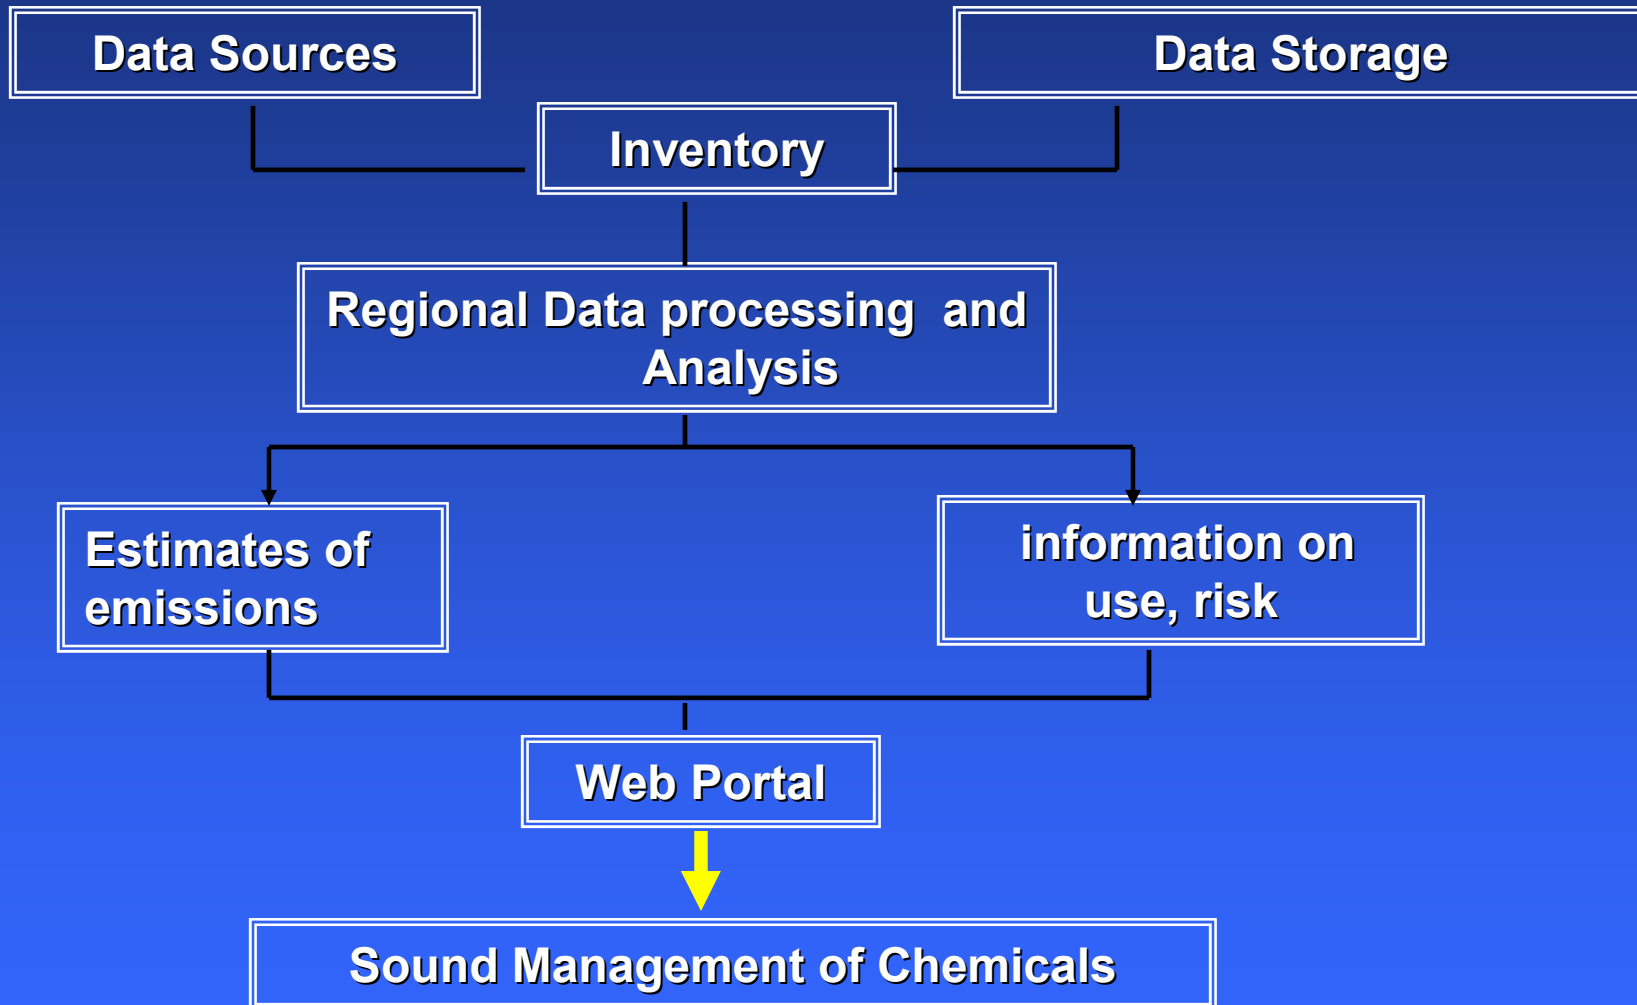 Data Sources
Data Storage
Inventory
Regional Data processing and
Analysis
Estimates of
emissions
information on
use, risk
Web Portal
Sound Management of Chemicals